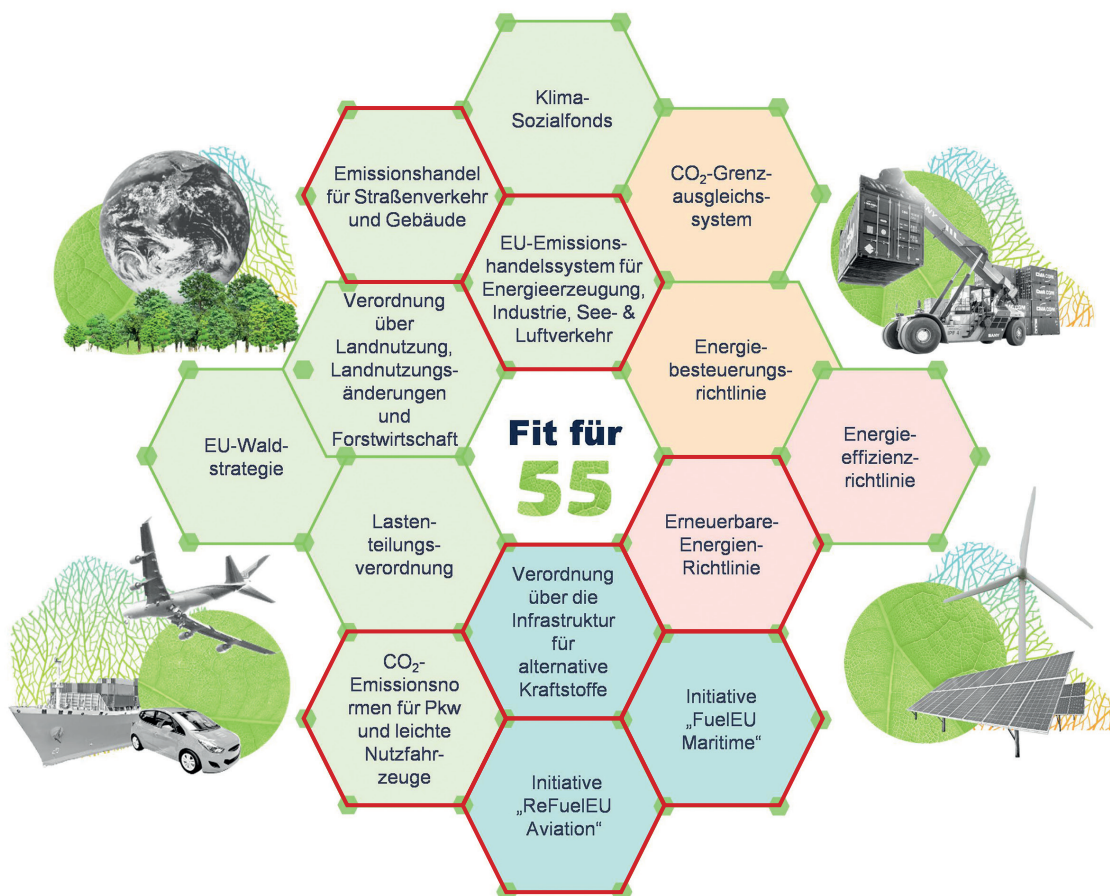 Klima-
Sozialfonds
Emissionshandel
für Straßenverkehr
und Gebäude
CO₂-Grenz-
ausgleichs-
system
EU-Emissions-
handelssystem für
Energieerzeugung,
Industrie, See- &
Luftverkehr
Verordnung
über
Landnutzung,
Landnutzungs-
änderungen
und
Forstwirtschaft
Energie-
besteuerungs-
richtlinie
EU-Wald-
strategie
Fit für
55
Energie-
effizienz-
richtlinie
Lasten-
teilungs-
verordnung
Erneuerbare-
Energien-
Richtlinie
Verordnung
über die
Infrastruktur
für
alternative
Kraftstoffe
CO₂-
Emissionsno
rmen für Pkw
und leichte
Nutzfahr-
zeuge
Initiative
„FuelEU
Maritime“
Initiative
„ReFuelEU
Aviation“